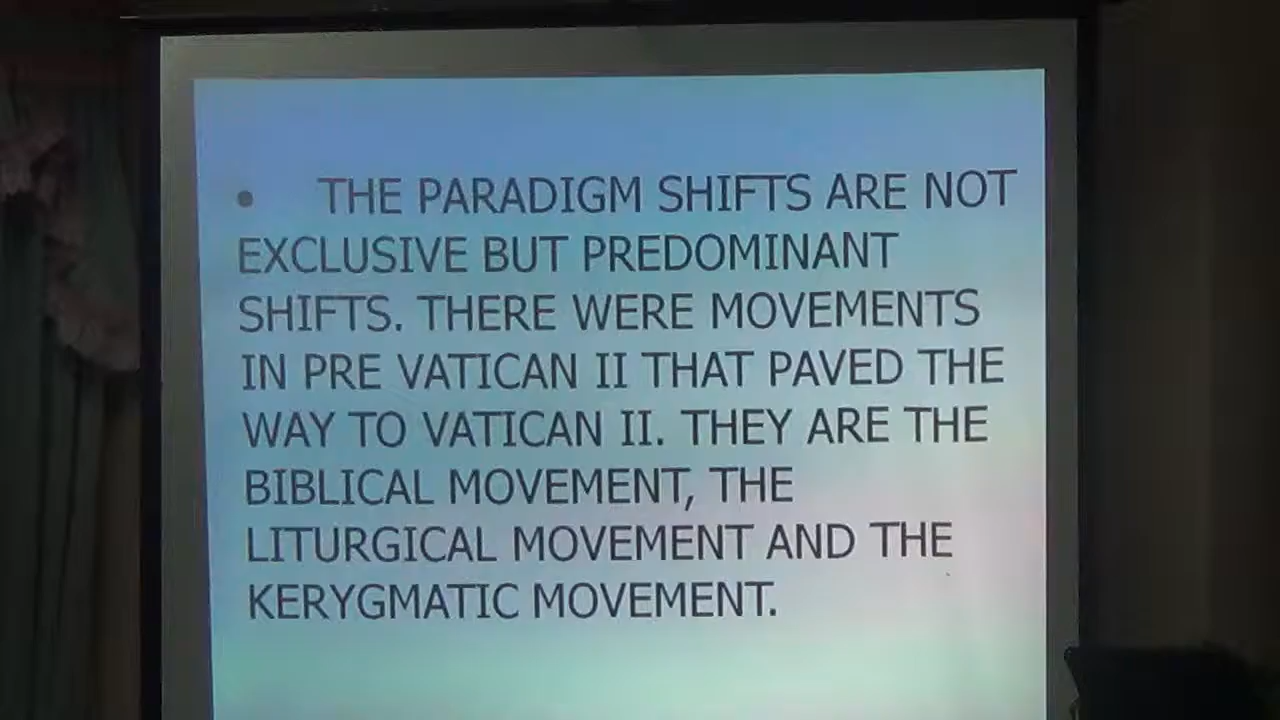 • THE PARADIGM SHIFTS ARE NOT
EXCLUSIVE BUT PREDOMINANT
SHIFTS. THERE WERE MOVEMENTS
IN PRE VATICAN II THAT PAVED THE
WAY TO VATICAN II. THEY ARE THE
BIBLICAL MOVEMENT, THE
LITURGICAL MOVEMENT AND THE
KERYGMATIC MOVEMENT.